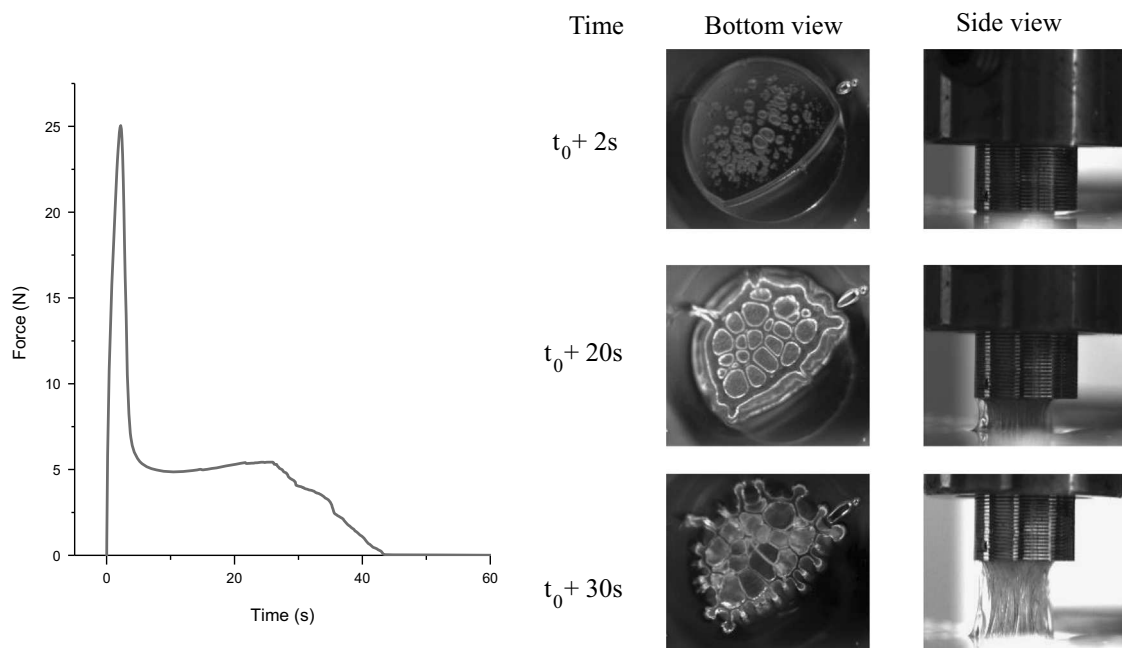 Time Bottom view Side view
25
20
15
10
5
0
Force (N)
0 20 40 60
Time (s)
t0+ 2s
t0+ 20s
t0+ 30s